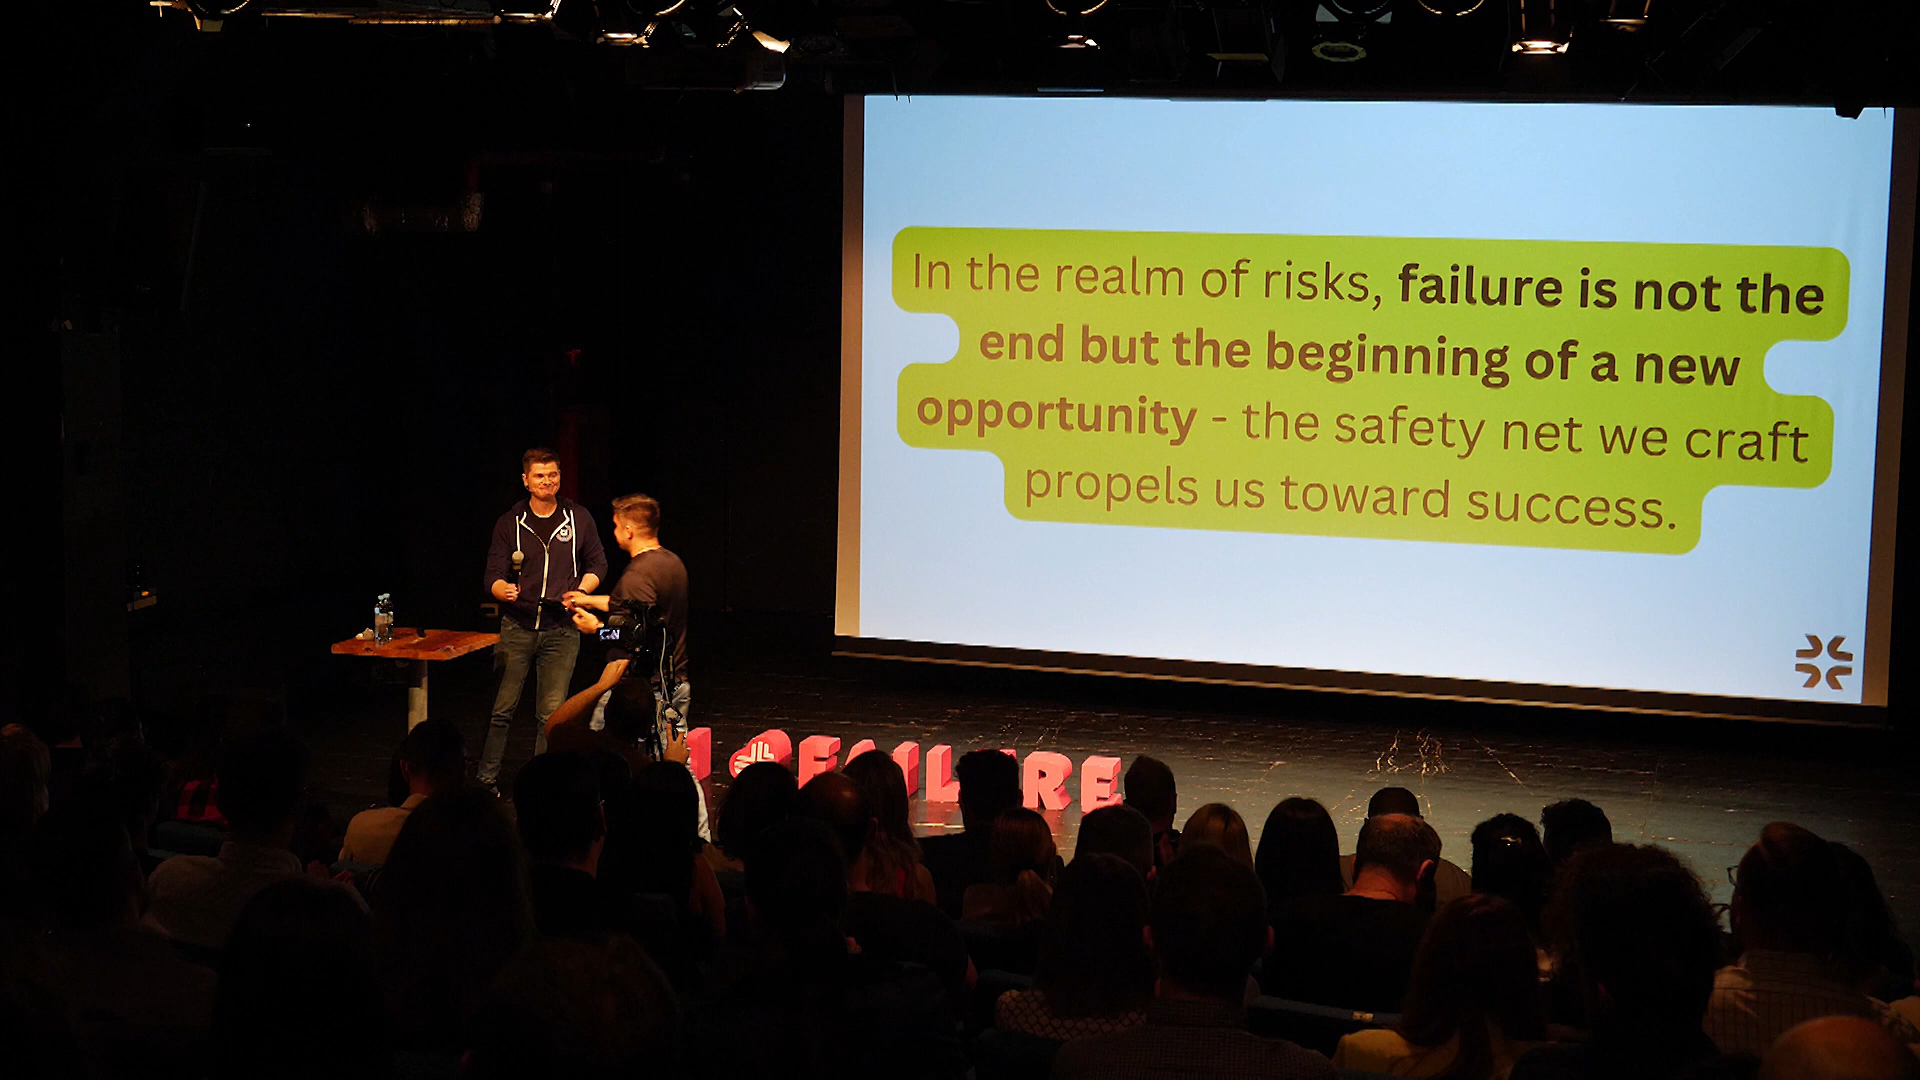 In the realm of risks, failure is not the
end but the beginning of a new
opportunity - the safety net we craft
propels us toward success.
FAILURE